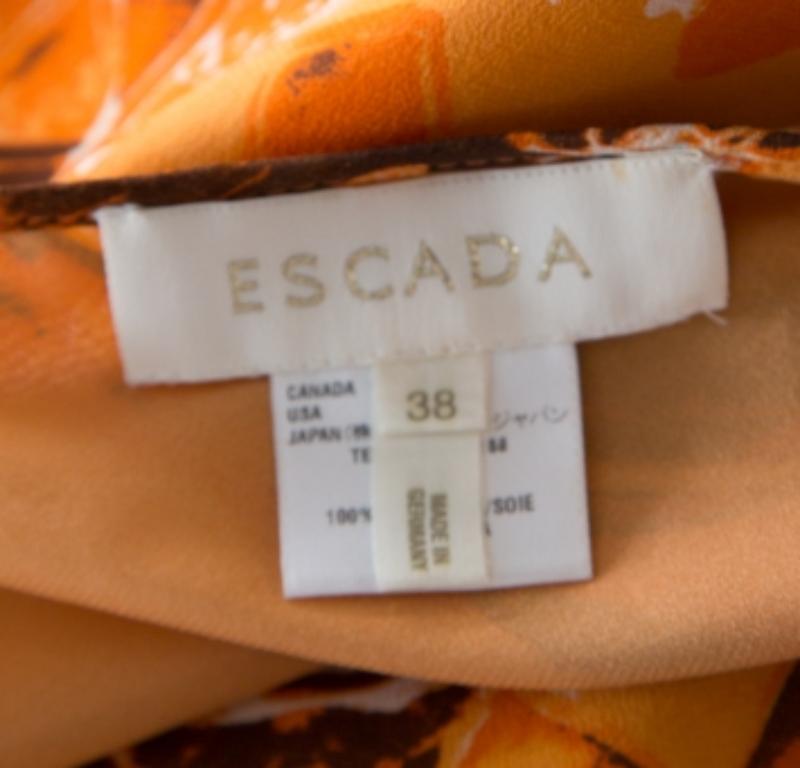 ESCADA
38
CANADA
USA
JAPAN ジャパン
TE
100% /SOIE
MADE IN
GERMANY